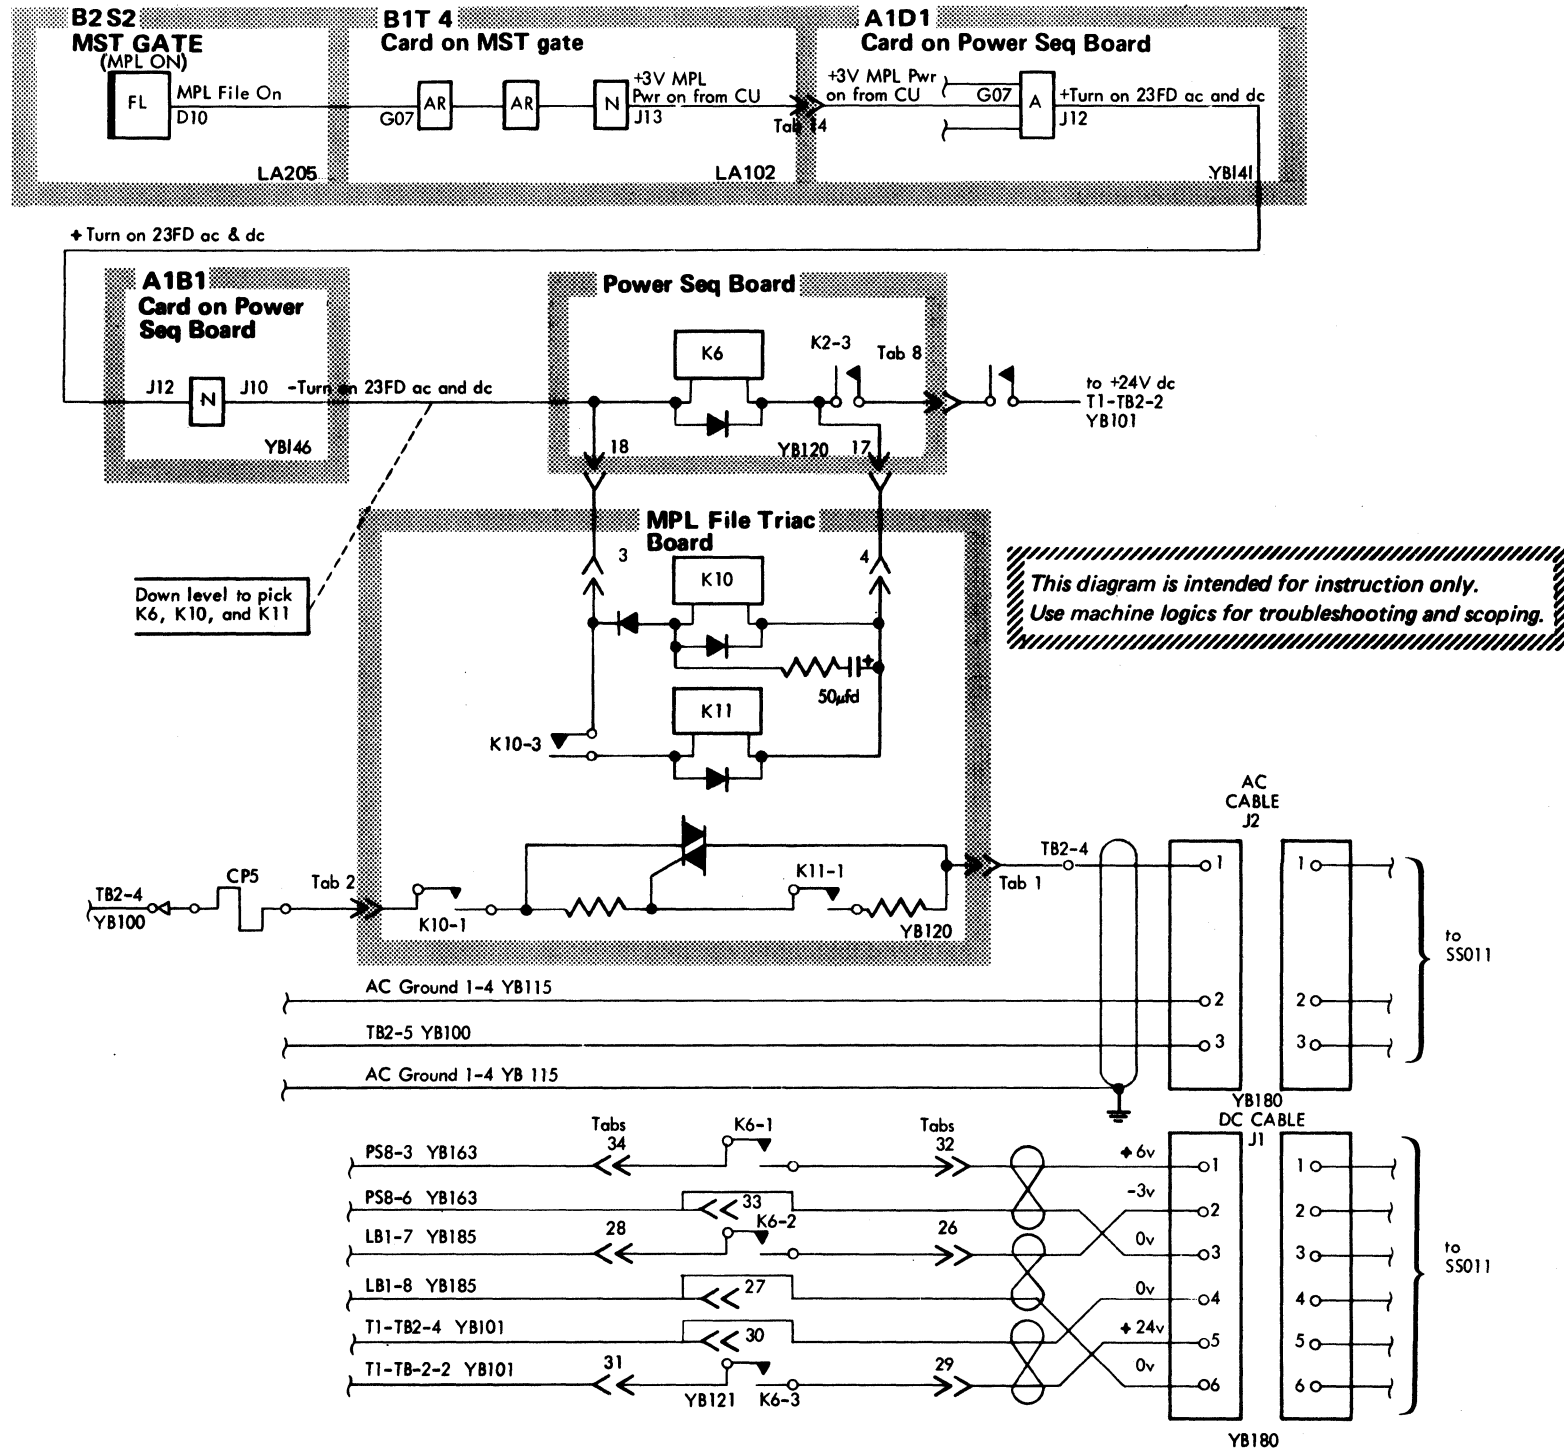 B2S2
MST GATE
(MPL ON)
FL
MPL File On
D10
LA205
B1T 4
Card on MST gate
G07
AR
AR
N
+3V MPL
Pwr on from CU
J13
LA102
Tab 14
A1D1
Card on Power Seq Board
+3V MPL Pwr
on from CU
G07
A
+Turn on 23FD ac and dc
J12
YB141
+ Turn on 23FD ac & dc
A1B1
Card on Power
Seq Board
J12
N
J10
-Turn on 23FD ac and dc
YB146
Power Seq Board
K6
K2-3
Tab 8
18
YB120
17
to +24V dc
T1-TB2-2
YB101
MPL File Triac
Board
3
4
K10
50µfd
K11
K10-3
Down level to pick
K6, K10, and K11
This diagram is intended for instruction only.
Use machine logics for troubleshooting and scoping.
TB2-4
YB100
CP5
Tab 2
K10-1
K11-1
YB120
Tab 1
TB2-4
AC
CABLE
J2
1
1
2
2
3
3
to
SS011
AC Ground 1-4 YB115
TB2-5 YB100
AC Ground 1-4 YB 115
YB180
DC CABLE
J1
Tabs
Tabs
PS8-3 YB163
34
K6-1
32
+6v
1
1
PS8-6 YB163
33
-3v
2
2
LB1-7 YB185
28
K6-2
26
0v
3
3
LB1-8 YB185
27
0v
4
4
T1-TB2-4 YB101
30
+24v
5
5
T1-TB-2-2 YB101
31
YB121
K6-3
29
0v
6
6
to
SS011
YB180